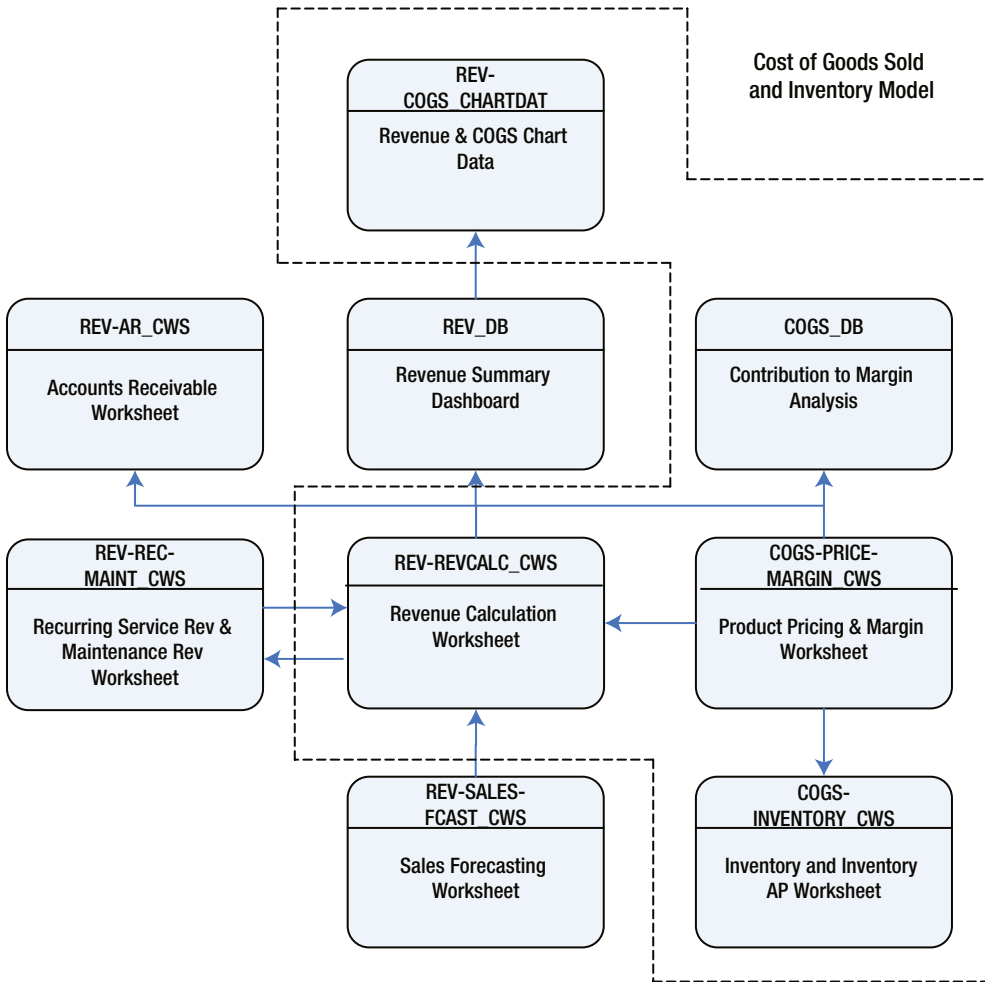 Cost of Goods Sold
and Inventory Model
REV-
COGS_CHARTDAT
Revenue & COGS Chart
Data
REV-AR_CWS
Accounts Receivable
Worksheet
REV_DB
Revenue Summary
Dashboard
COGS_DB
Contribution to Margin
Analysis
REV-REC-
MAINT_CWS
Recurring Service Rev &
Maintenance Rev
Worksheet
REV-REVCALC_CWS
Revenue Calculation
Worksheet
COGS-PRICE-
MARGIN_CWS
Product Pricing & Margin
Worksheet
REV-SALES-
FCAST_CWS
Sales Forecasting
Worksheet
COGS-
INVENTORY_CWS
Inventory and Inventory
AP Worksheet